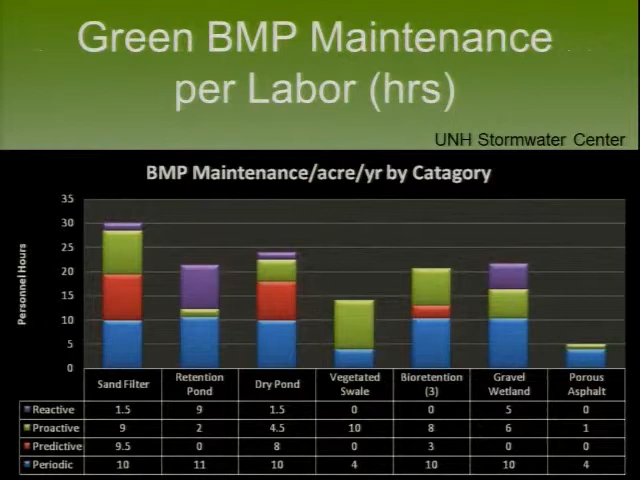 Green BMP Maintenance
per Labor (hrs)
UNH Stormwater Center
BMP Maintenance/acre/yr by Catagory
35
30
25
20
15
10
5
0
Personnel Hours
Sand Filter Retention Pond Dry Pond Vegetated Swale Bioretention (3) Gravel Wetland Porous Asphalt
Reactive 1.5 9 1.5 0 0 5 0
Proactive 9 2 4.5 10 8 6 1
Predictive 9.5 0 8 0 3 0 0
Periodic 10 11 10 4 10 10 4